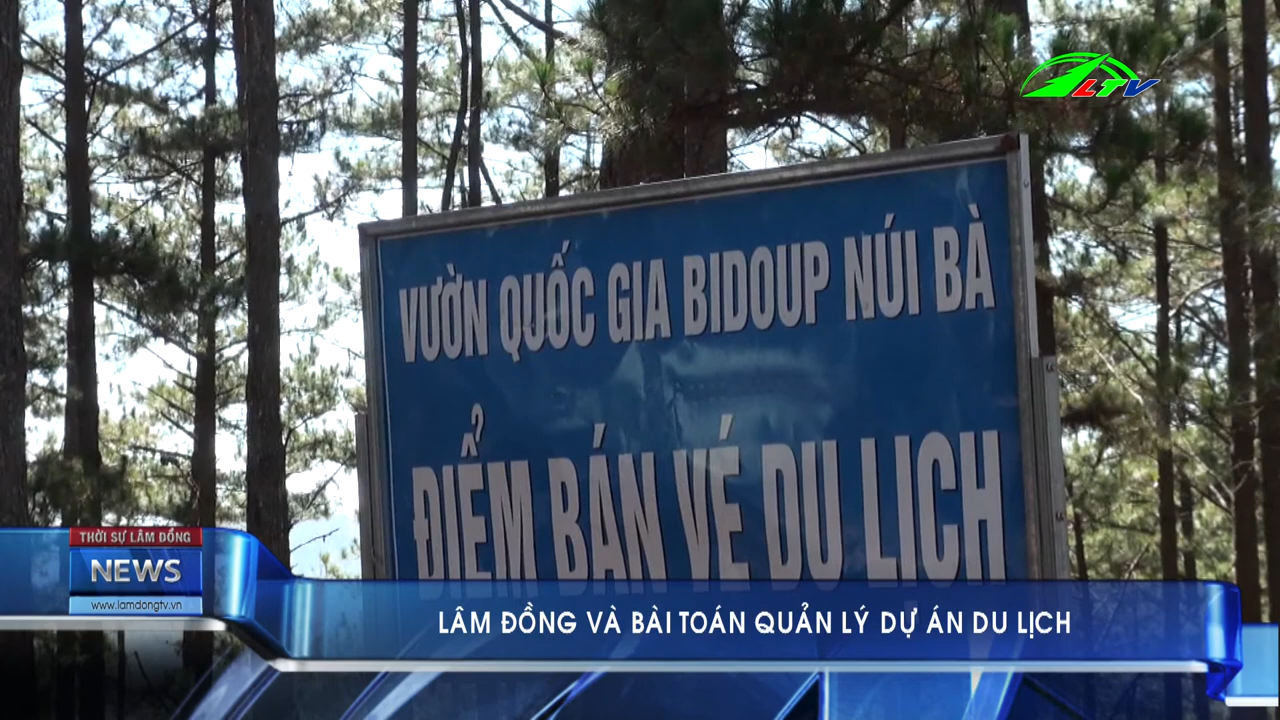 LTV
VƯỜN QUỐC GIA BIDOUP NÚI BÀ
ĐIỂM BÁN VÉ DU LỊCH
THỜI SỰ LÂM ĐỒNG
NEWS
www.lamdongtv.vn
LÂM ĐỒNG VÀ BÀI TOÁN QUẢN LÝ DỰ ÁN DU LỊCH